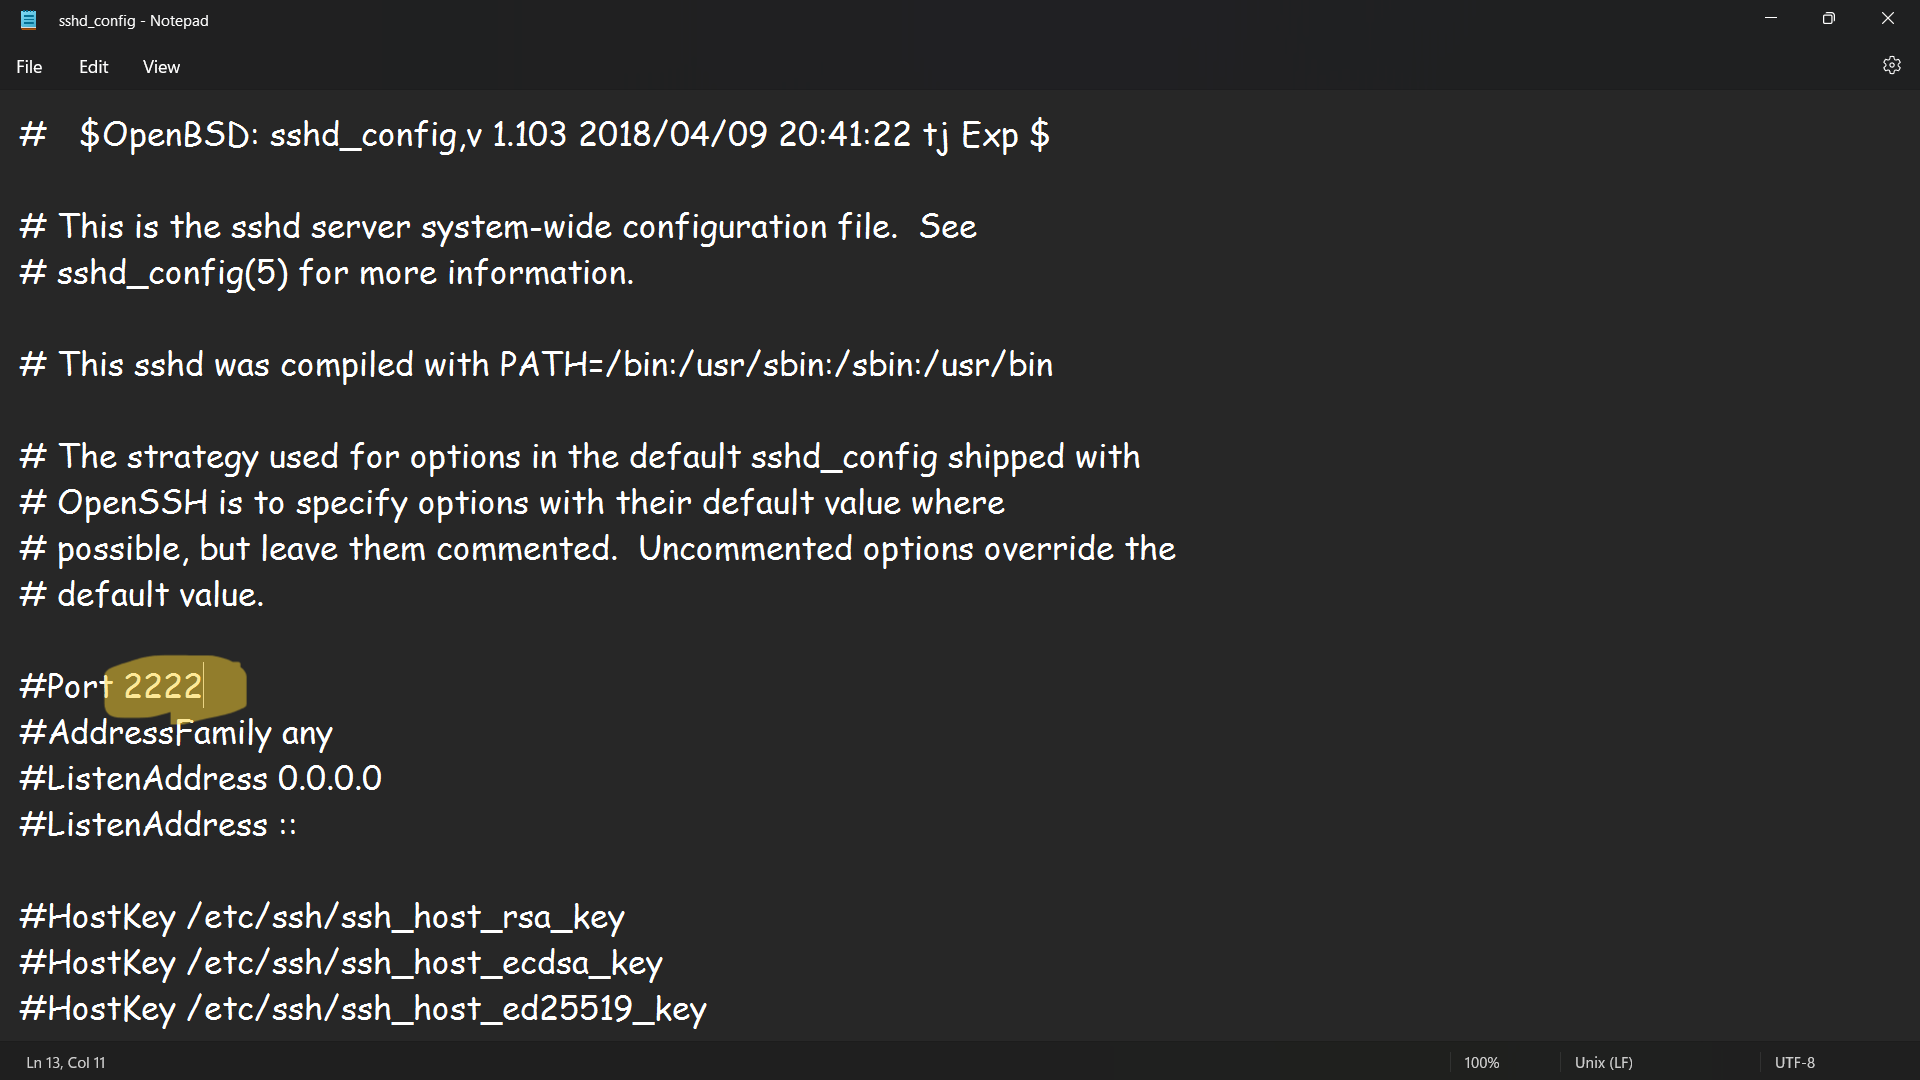 sshd_config - Notepad
File Edit View
#   $OpenBSD: sshd_config,v 1.103 2018/04/09 20:41:22 tj Exp $
# This is the sshd server system-wide configuration file.  See
# sshd_config(5) for more information.
# This sshd was compiled with PATH=/bin:/usr/sbin:/sbin:/usr/bin
# The strategy used for options in the default sshd_config shipped with
# OpenSSH is to specify options with their default value where
# possible, but leave them commented.  Uncommented options override the
# default value.
#Port 2222
#AddressFamily any
#ListenAddress 0.0.0.0
#ListenAddress ::
#HostKey /etc/ssh/ssh_host_rsa_key
#HostKey /etc/ssh/ssh_host_ecdsa_key
#HostKey /etc/ssh/ssh_host_ed25519_key
Ln 13, Col 11 100% Unix (LF) UTF-8